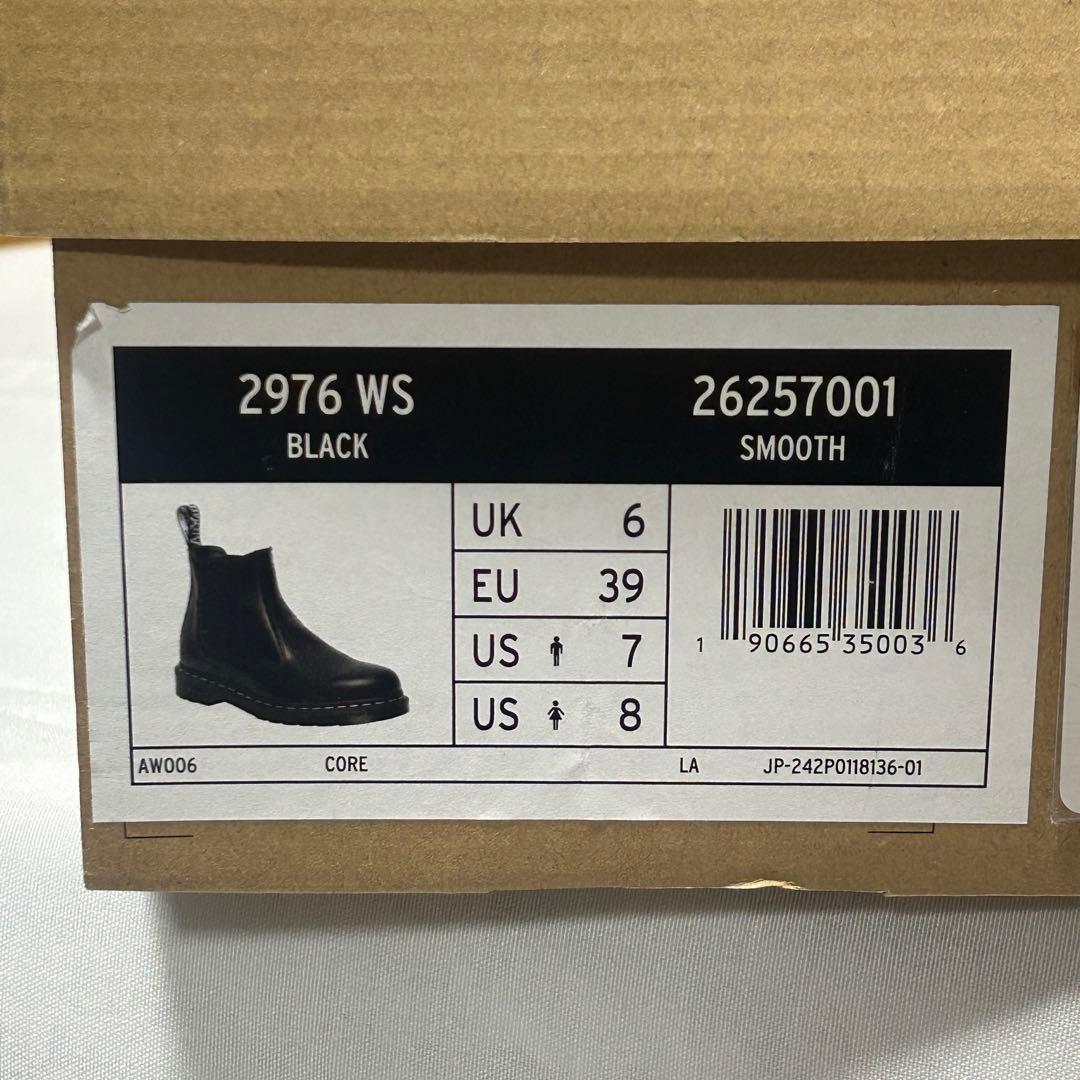 2976 WS
BLACK
26257001
SMOOTH
UK 6
EU 39
US 7
US 8
1 90665 35003 6
AW006 CORE LA JP-242P0118136-01